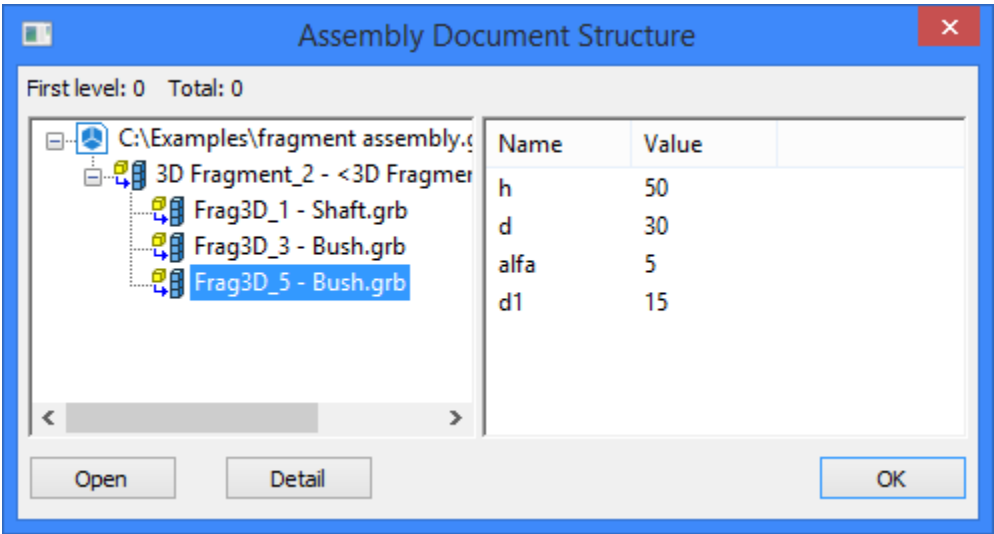 Assembly Document Structure
First level: 0 Total: 0
C:\Examples\fragment assembly.g
3D Fragment_2 - <3D Fragmer
Frag3D_1 - Shaft.grb
Frag3D_3 - Bush.grb
Frag3D_5 - Bush.grb
Name Value
h 50
d 30
alfa 5
d1 15
Open Detail OK